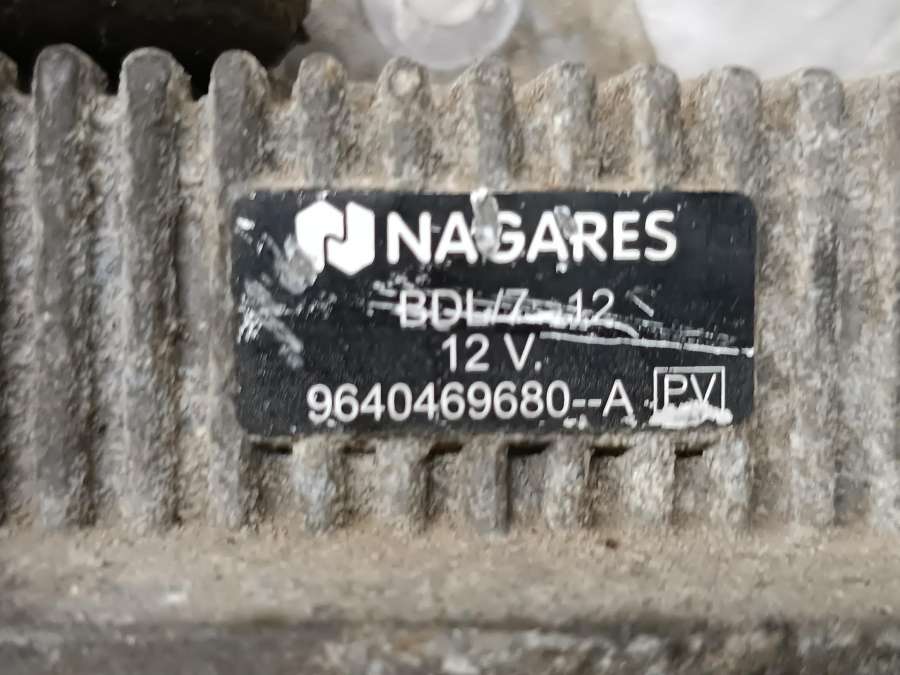 NAGARES
BDL/7-12
12 V.
9640469680--A PV